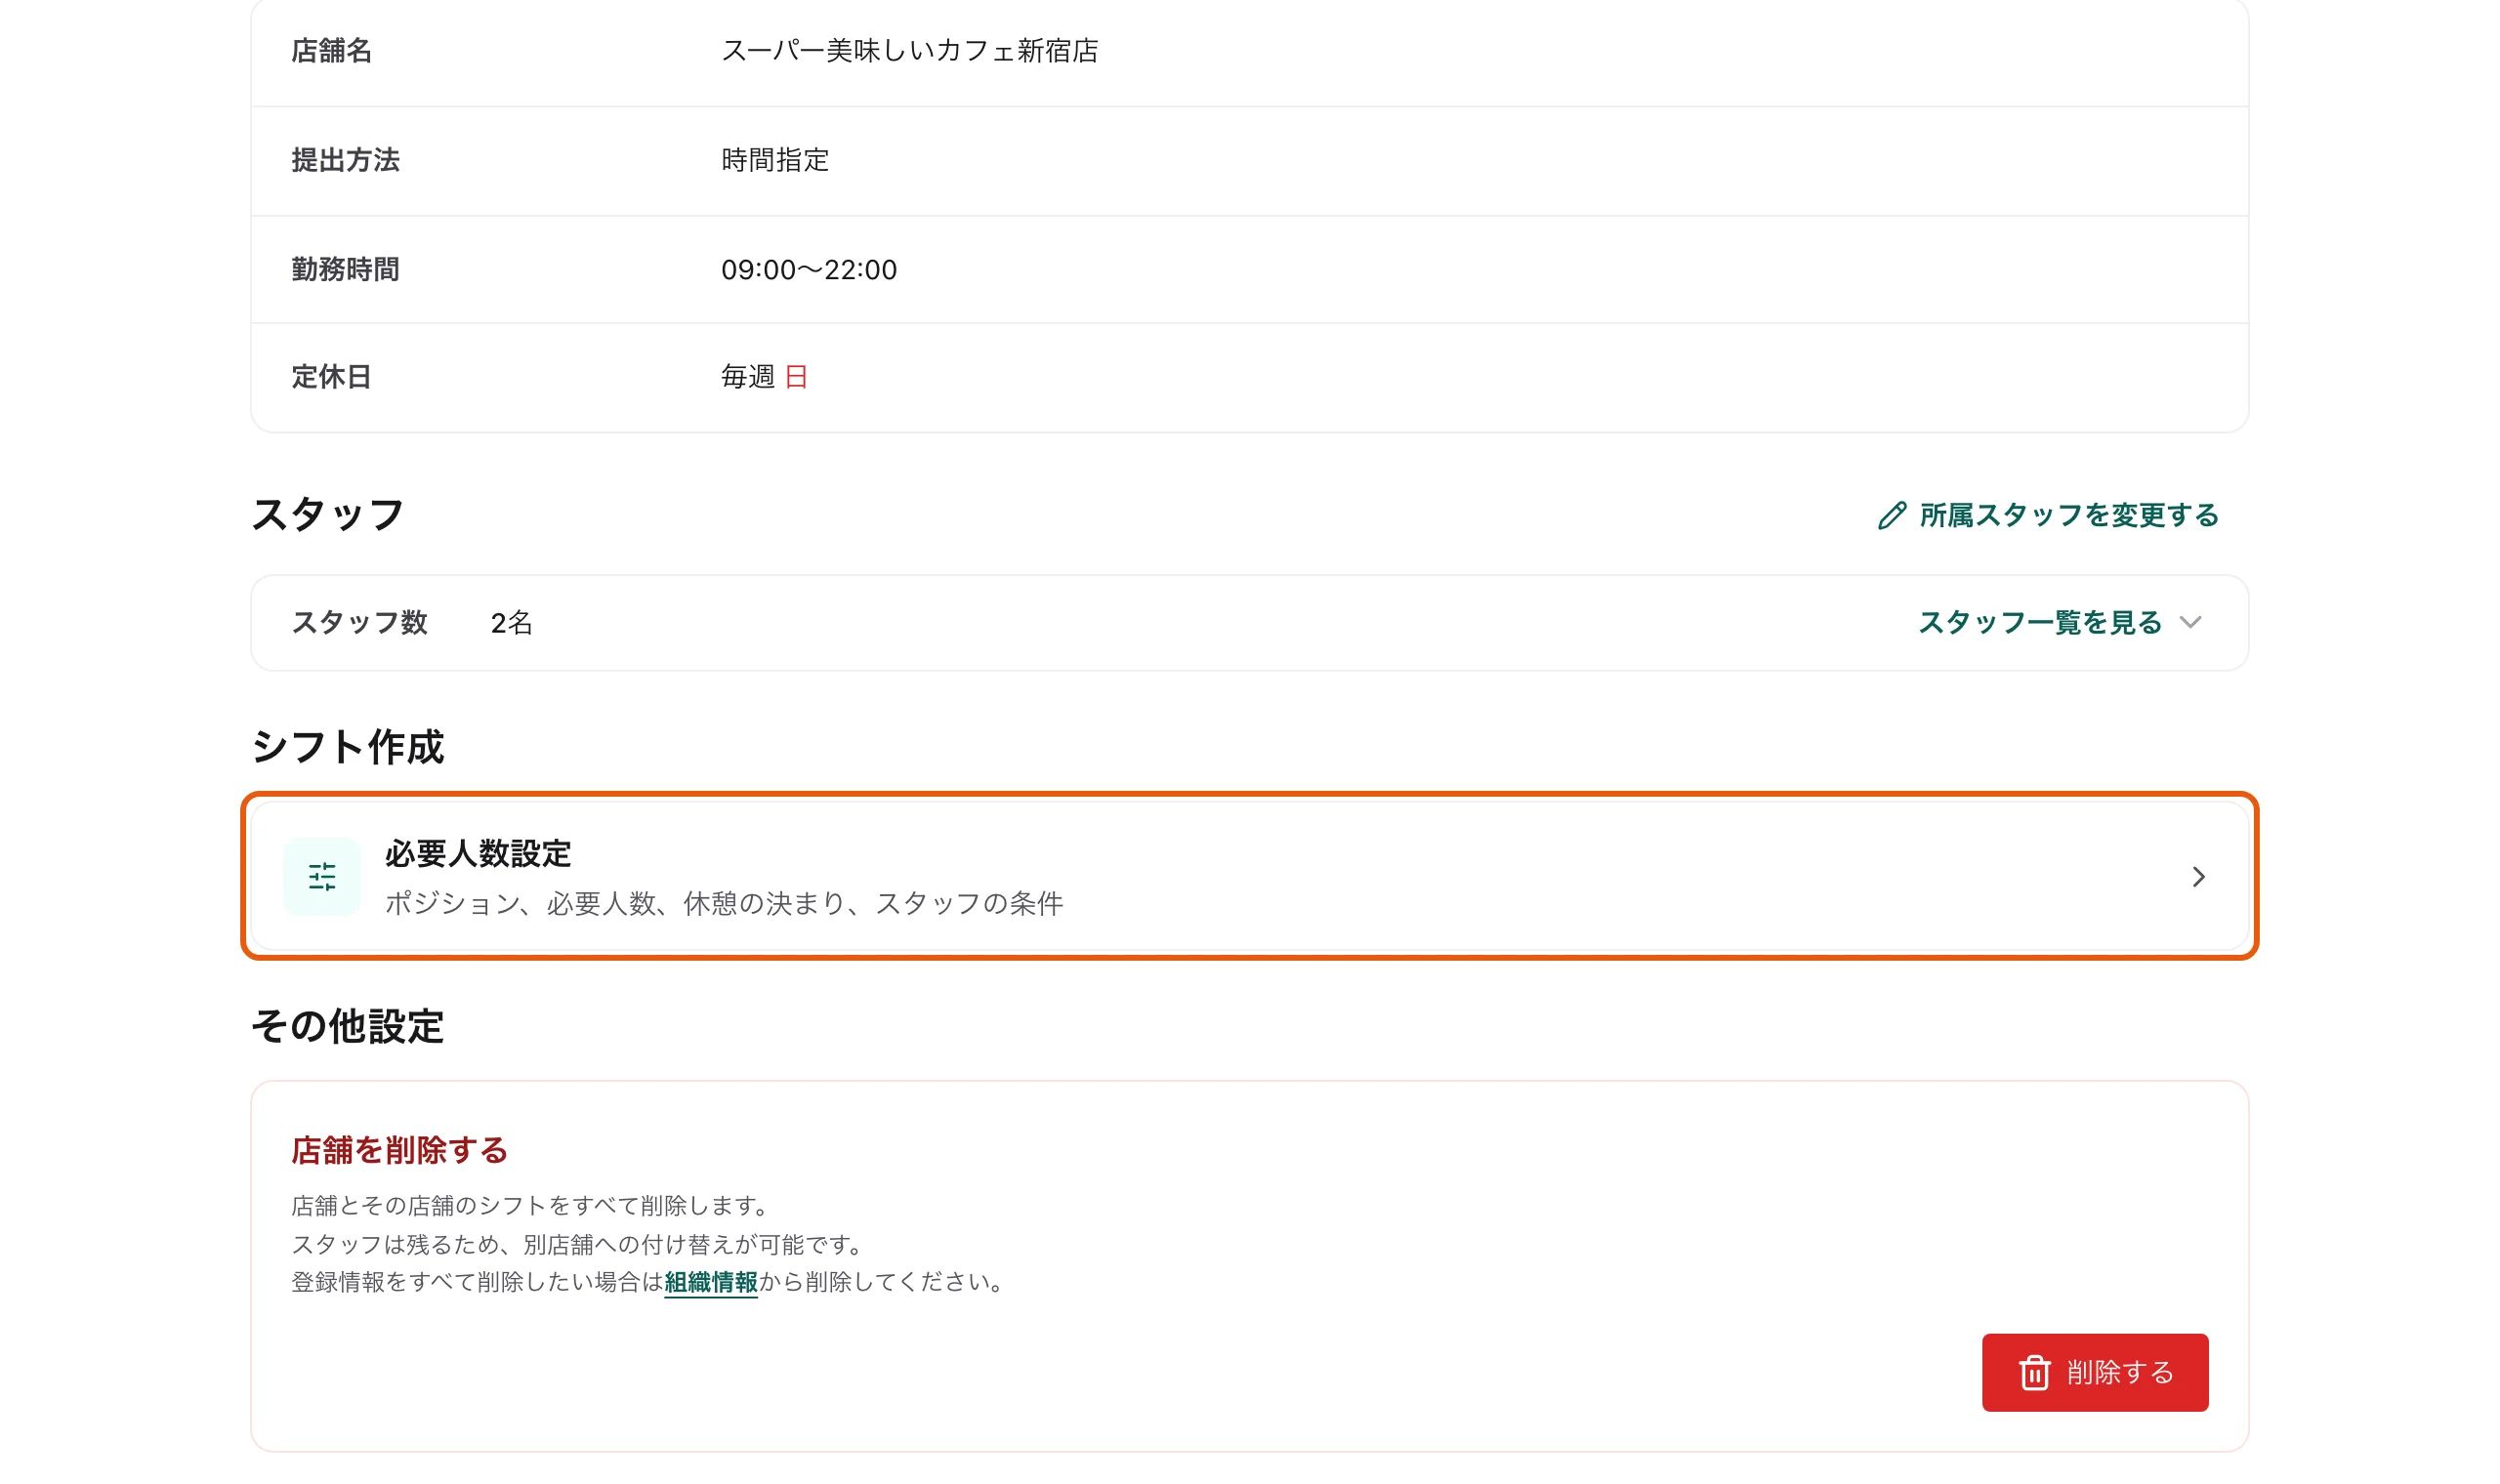 店舗名 スーパー美味しいカフェ新宿店
提出方法 時間指定
勤務時間 09:00〜22:00
定休日 毎週 日
スタッフ 所属スタッフを変更する
スタッフ数 2名 スタッフ一覧を見る
シフト作成
必要人数設定
ポジション、必要人数、休憩の決まり、スタッフの条件
その他設定
店舗を削除する
店舗とその店舗のシフトをすべて削除します。
スタッフは残るため、別店舗への付け替えが可能です。
登録情報をすべて削除したい場合は組織情報から削除してください。
削除する